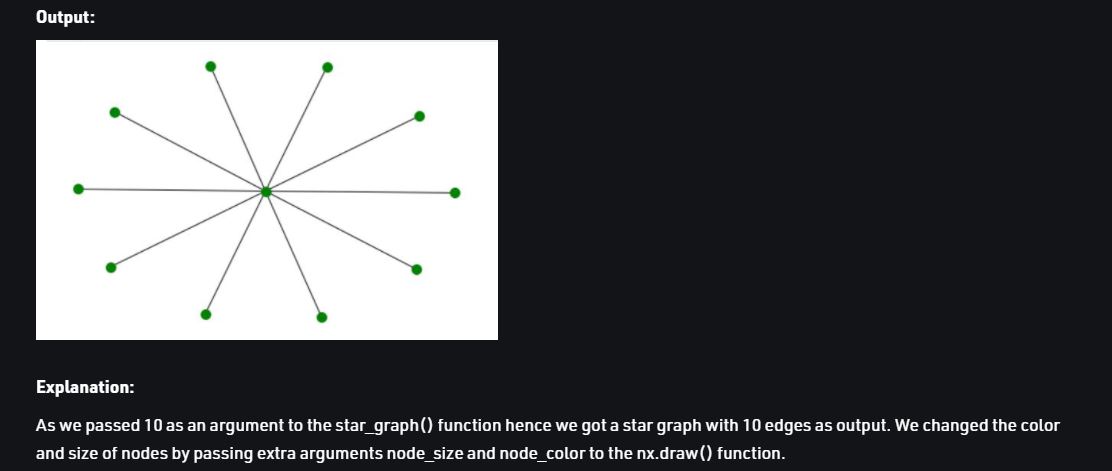 Output:
Explanation:
As we passed 10 as an argument to the star_graph() function hence we got a star graph with 10 edges as output. We changed the color
and size of nodes by passing extra arguments node_size and node_color to the nx.draw() function.